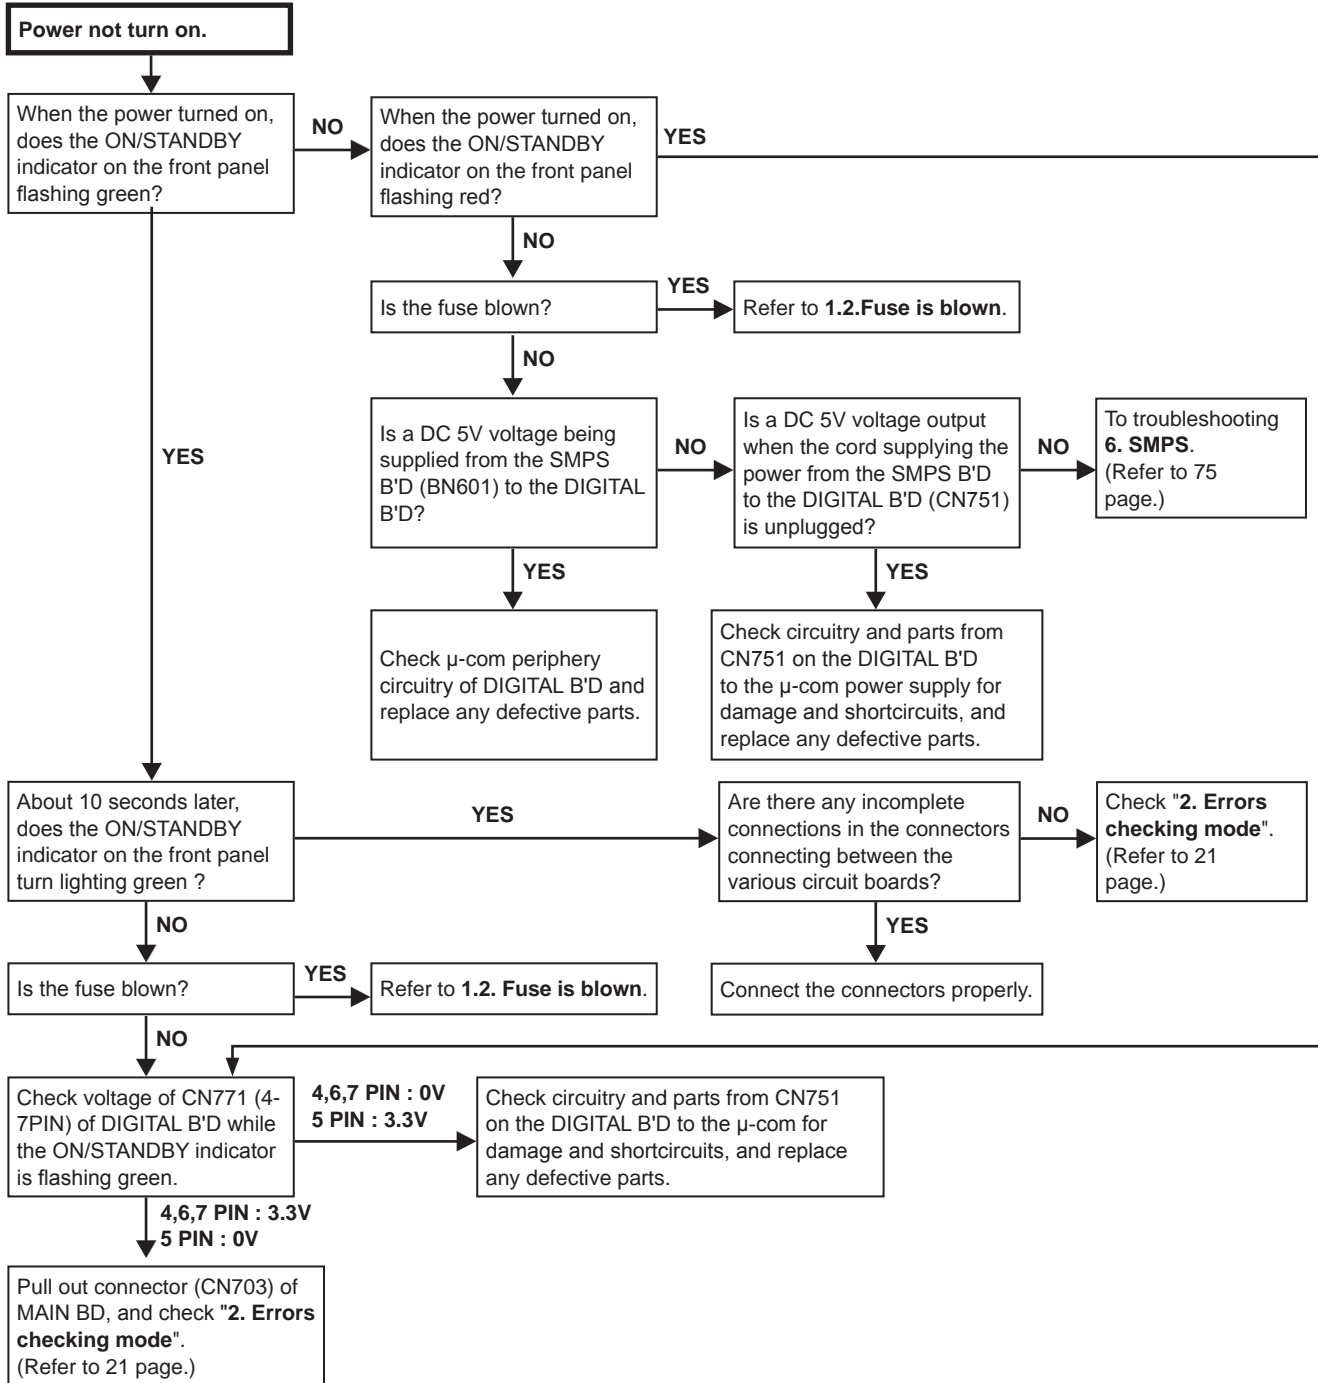 Power not turn on.
When the power turned on,
does the ON/STANDBY
indicator on the front panel
flashing green?
NO
When the power turned on,
does the ON/STANDBY
indicator on the front panel
flashing red?
YES
NO
Is the fuse blown?
YES
Refer to 1.2.Fuse is blown.
NO
YES
Is a DC 5V voltage being
supplied from the SMPS
B'D (BN601) to the DIGITAL
B'D?
NO
Is a DC 5V voltage output
when the cord supplying the
power from the SMPS B'D
to the DIGITAL B'D (CN751)
is unplugged?
NO
To troubleshooting
6. SMPS.
(Refer to 75
page.)
YES
YES
Check µ-com periphery
circuitry of DIGITAL B'D and
replace any defective parts.
Check circuitry and parts from
CN751 on the DIGITAL B'D
to the µ-com power supply for
damage and shortcircuits, and
replace any defective parts.
About 10 seconds later,
does the ON/STANDBY
indicator on the front panel
turn lighting green ?
YES
Are there any incomplete
connections in the connectors
connecting between the
various circuit boards?
NO
Check "2. Errors
checking mode".
(Refer to 21
page.)
NO
YES
Is the fuse blown?
YES
Refer to 1.2. Fuse is blown.
Connect the connectors properly.
NO
Check voltage of CN771 (4-
7PIN) of DIGITAL B'D while
the ON/STANDBY indicator
is flashing green.
4,6,7 PIN : 0V
5 PIN : 3.3V
Check circuitry and parts from CN751
on the DIGITAL B'D to the µ-com for
damage and shortcircuits, and replace
any defective parts.
4,6,7 PIN : 3.3V
5 PIN : 0V
Pull out connector (CN703) of
MAIN BD, and check "2. Errors
checking mode".
(Refer to 21 page.)